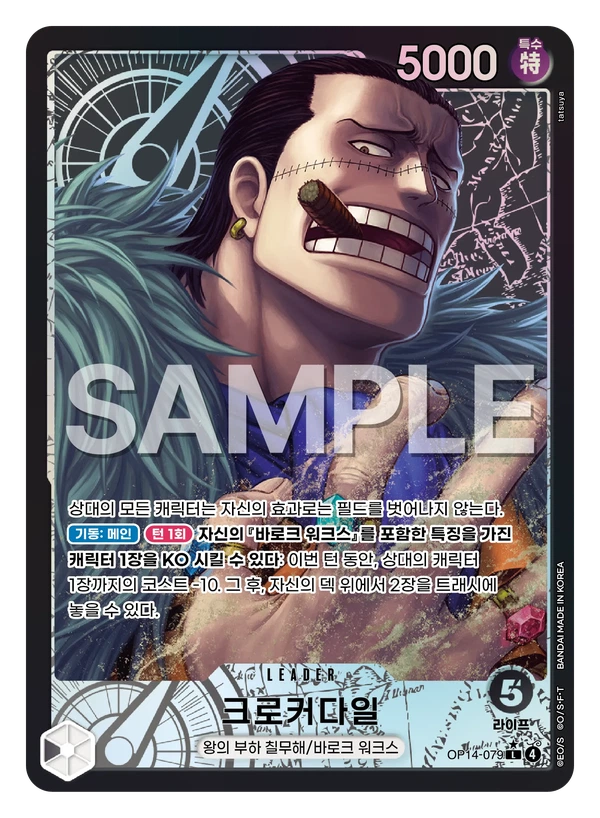 특수
5000 特
tatsuya
SAMPLE
상대의 모든 캐릭터는 자신의 효과로는 필드를 벗어나지 않는다.
기동: 메인 턴 1회 자신의 『바로크 워크스』를 포함한 특징을 가진
캐릭터 1장을 KO 시킬 수 있다: 이번 턴 동안, 상대의 캐릭터
1장까지의 코스트 -10. 그 후, 자신의 덱 위에서 2장을 트래시에
놓을 수 있다.
LEADER
크로커다일
왕의 부하 칠무해/바로크 워크스
5
라이프
OP14-079 L 4
©EO/S ©O/S·F·T BANDAI MADE IN KOREA